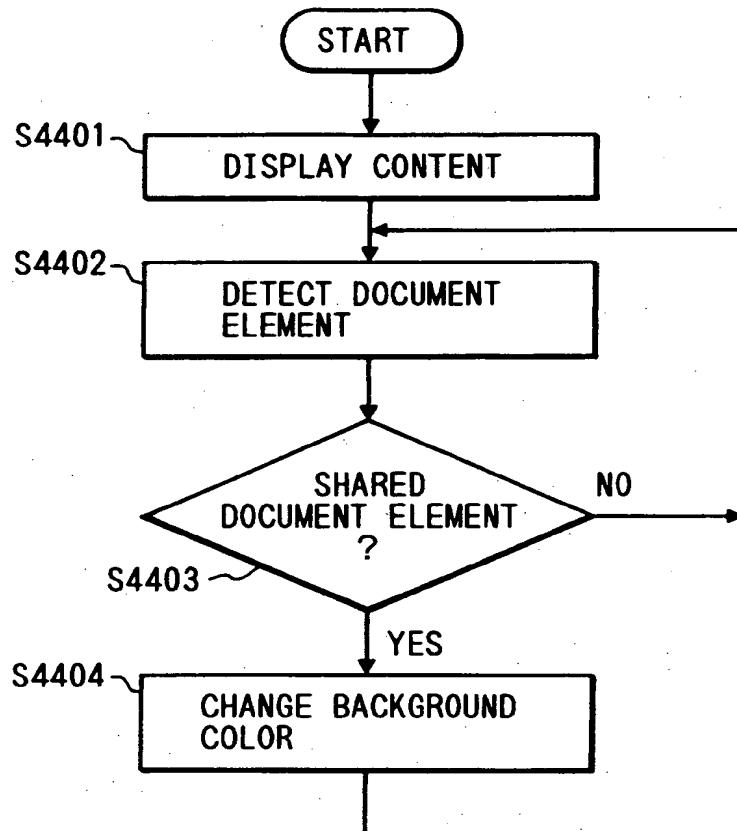 START
S4401
DISPLAY CONTENT
S4402
DETECT DOCUMENT
ELEMENT
SHARED
DOCUMENT ELEMENT
?
NO
S4403
YES
S4404
CHANGE BACKGROUND
COLOR